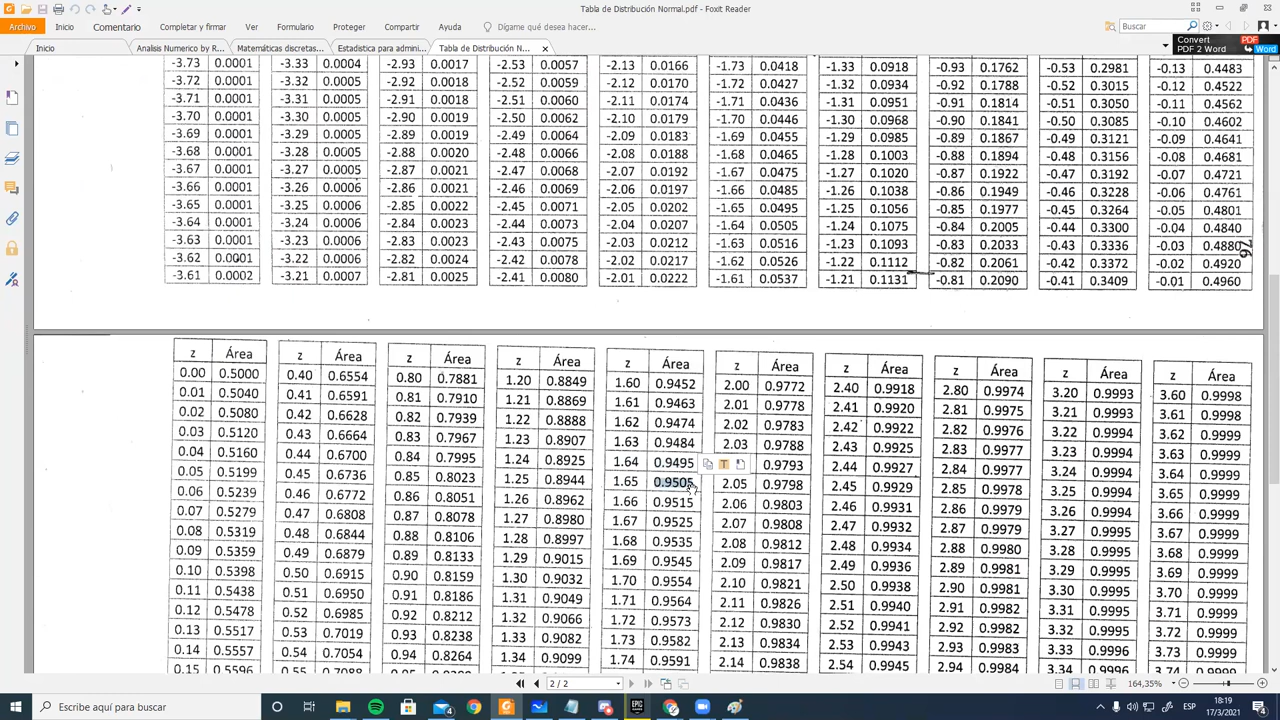 Tabla de Distribución Normal.pdf - Foxit Reader
Archivo Inicio Comentario Completar y firmar Ver Formulario Proteger Compartir Ayuda Dígame qué desea hacer... Buscar
Inicio Analisis Numerico by R... Matemáticas discretas... Estadistica para admini... Tabla de Distribución N...
Convert PDF
PDF 2 Word Word
-3.73 0.0001 -3.33 0.0004 -2.93 0.0017 -2.53 0.0057 -2.13 0.0166 -1.73 0.0418 -1.33 0.0918 -0.93 0.1762 -0.53 0.2981 -0.13 0.4483
-3.72 0.0001 -3.32 0.0005 -2.92 0.0018 -2.52 0.0059 -2.12 0.0170 -1.72 0.0427 -1.32 0.0934 -0.92 0.1788 -0.52 0.3015 -0.12 0.4522
-3.71 0.0001 -3.31 0.0005 -2.91 0.0018 -2.51 0.0060 -2.11 0.0174 -1.71 0.0436 -1.31 0.0951 -0.91 0.1814 -0.51 0.3050 -0.11 0.4562
-3.70 0.0001 -3.30 0.0005 -2.90 0.0019 -2.50 0.0062 -2.10 0.0179 -1.70 0.0446 -1.30 0.0968 -0.90 0.1841 -0.50 0.3085 -0.10 0.4602
-3.69 0.0001 -3.29 0.0005 -2.89 0.0019 -2.49 0.0064 -2.09 0.0183 -1.69 0.0455 -1.29 0.0985 -0.89 0.1867 -0.49 0.3121 -0.09 0.4641
-3.68 0.0001 -3.28 0.0005 -2.88 0.0020 -2.48 0.0066 -2.08 0.0188 -1.68 0.0465 -1.28 0.1003 -0.88 0.1894 -0.48 0.3156 -0.08 0.4681
-3.67 0.0001 -3.27 0.0005 -2.87 0.0021 -2.47 0.0068 -2.07 0.0192 -1.67 0.0475 -1.27 0.1020 -0.87 0.1922 -0.47 0.3192 -0.07 0.4721
-3.66 0.0001 -3.26 0.0006 -2.86 0.0021 -2.46 0.0069 -2.06 0.0197 -1.66 0.0485 -1.26 0.1038 -0.86 0.1949 -0.46 0.3228 -0.06 0.4761
-3.65 0.0001 -3.25 0.0006 -2.85 0.0022 -2.45 0.0071 -2.05 0.0202 -1.65 0.0495 -1.25 0.1056 -0.85 0.1977 -0.45 0.3264 -0.05 0.4801
-3.64 0.0001 -3.24 0.0006 -2.84 0.0023 -2.44 0.0073 -2.04 0.0207 -1.64 0.0505 -1.24 0.1075 -0.84 0.2005 -0.44 0.3300 -0.04 0.4840
-3.63 0.0001 -3.23 0.0006 -2.83 0.0023 -2.43 0.0075 -2.03 0.0212 -1.63 0.0516 -1.23 0.1093 -0.83 0.2033 -0.43 0.3336 -0.03 0.4880
-3.62 0.0001 -3.22 0.0006 -2.82 0.0024 -2.42 0.0078 -2.02 0.0217 -1.62 0.0526 -1.22 0.1112 -0.82 0.2061 -0.42 0.3372 -0.02 0.4920
-3.61 0.0002 -3.21 0.0007 -2.81 0.0025 -2.41 0.0080 -2.01 0.0222 -1.61 0.0537 -1.21 0.1131 -0.81 0.2090 -0.41 0.3409 -0.01 0.4960
76
z Área z Área z Área z Área z Área z Área z Área z Área z Área z Área
0.00 0.5000 0.40 0.6554 0.80 0.7881 1.20 0.8849 1.60 0.9452 2.00 0.9772 2.40 0.9918 2.80 0.9974 3.20 0.9993 3.60 0.9998
0.01 0.5040 0.41 0.6591 0.81 0.7910 1.21 0.8869 1.61 0.9463 2.01 0.9778 2.41 0.9920 2.81 0.9975 3.21 0.9993 3.61 0.9998
0.02 0.5080 0.42 0.6628 0.82 0.7939 1.22 0.8888 1.62 0.9474 2.02 0.9783 2.42 0.9922 2.82 0.9976 3.22 0.9994 3.62 0.9999
0.03 0.5120 0.43 0.6664 0.83 0.7967 1.23 0.8907 1.63 0.9484 2.03 0.9788 2.43 0.9925 2.83 0.9977 3.23 0.9994 3.63 0.9999
0.04 0.5160 0.44 0.6700 0.84 0.7995 1.24 0.8925 1.64 0.9495 0.9793 2.44 0.9927 2.84 0.9977 3.24 0.9994 3.64 0.9999
0.05 0.5199 0.45 0.6736 0.85 0.8023 1.25 0.8944 1.65 0.9505 2.05 0.9798 2.45 0.9929 2.85 0.9978 3.25 0.9994 3.65 0.9999
0.06 0.5239 0.46 0.6772 0.86 0.8051 1.26 0.8962 1.66 0.9515 2.06 0.9803 2.46 0.9931 2.86 0.9979 3.26 0.9994 3.66 0.9999
0.07 0.5279 0.47 0.6808 0.87 0.8078 1.27 0.8980 1.67 0.9525 2.07 0.9808 2.47 0.9932 2.87 0.9979 3.27 0.9995 3.67 0.9999
0.08 0.5319 0.48 0.6844 0.88 0.8106 1.28 0.8997 1.68 0.9535 2.08 0.9812 2.48 0.9934 2.88 0.9980 3.28 0.9995 3.68 0.9999
0.09 0.5359 0.49 0.6879 0.89 0.8133 1.29 0.9015 1.69 0.9545 2.09 0.9817 2.49 0.9936 2.89 0.9981 3.29 0.9995 3.69 0.9999
0.10 0.5398 0.50 0.6915 0.90 0.8159 1.30 0.9032 1.70 0.9554 2.10 0.9821 2.50 0.9938 2.90 0.9981 3.30 0.9995 3.70 0.9999
0.11 0.5438 0.51 0.6950 0.91 0.8186 1.31 0.9049 1.71 0.9564 2.11 0.9826 2.51 0.9940 2.91 0.9982 3.31 0.9995 3.71 0.9999
0.12 0.5478 0.52 0.6985 0.92 0.8212 1.32 0.9066 1.72 0.9573 2.12 0.9830 2.52 0.9941 2.92 0.9982 3.32 0.9995 3.72 0.9999
0.13 0.5517 0.53 0.7019 0.93 0.8238 1.33 0.9082 1.73 0.9582 2.13 0.9834 2.53 0.9943 2.93 0.9983 3.33 0.9996 3.73 0.9999
0.14 0.5557 0.54 0.7054 0.94 0.8264 1.34 0.9099 1.74 0.9591 2.14 0.9838 2.54 0.9945 2.94 0.9984 3.34 0.9996 3.74 0.9999
0.15 0.5596 0.55 0.7088
2 / 2 164,35%
Escribe aquí para buscar EPIC GAMES ESP 18:19
17/3/2021 4